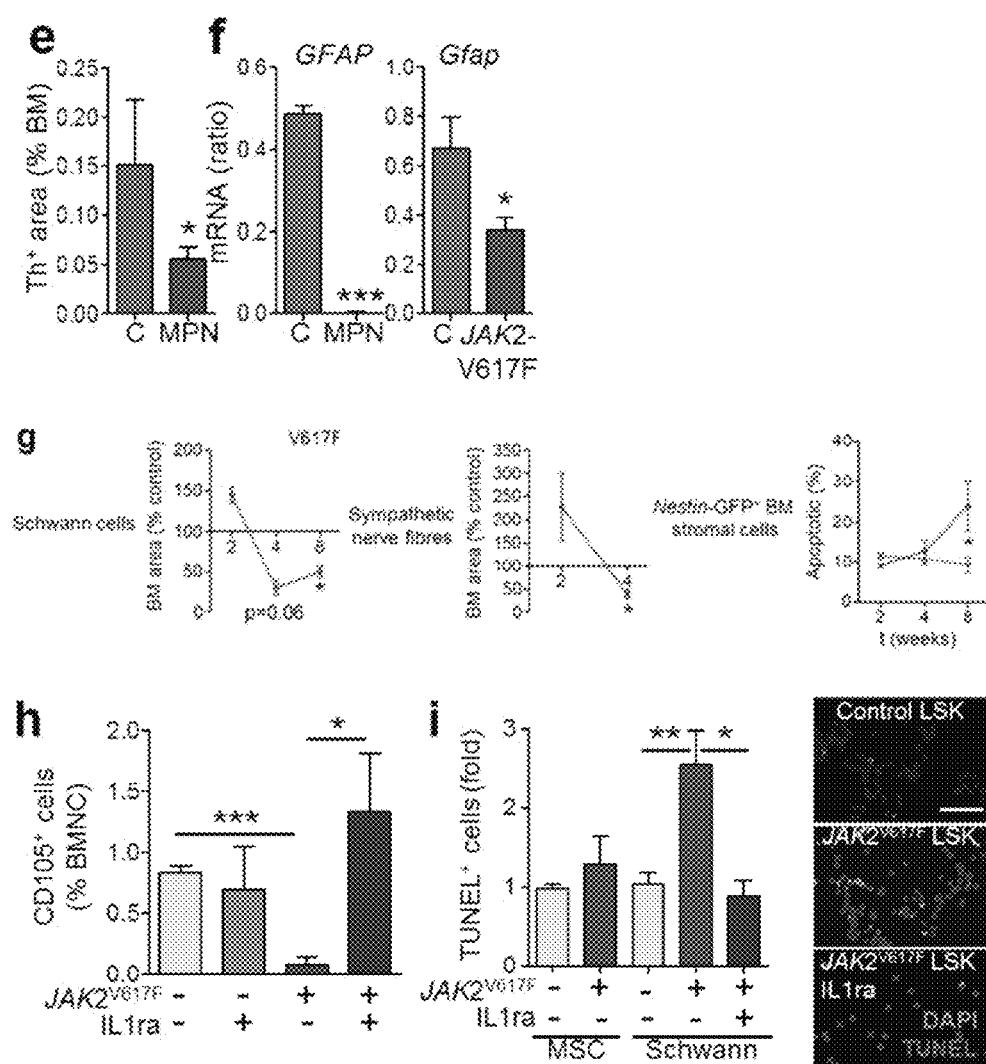 e
Th⁺ area (% BM)
0.25
0.20
0.15
0.10
0.05
0.00
*
C MPN
f
GFAP
mRNA (ratio)
0.6
0.4
0.2
0.0
***
C MPN
Gfap
1.0
0.8
0.6
0.4
0.2
0.0
*
C JAK2-
V617F
g
V617F
Schwann cells
BM area (% control)
200
150
100
50
0
2 4 8
*
p=0.06
Sympathetic
nerve fibres
BM area (% control)
350
300
250
200
150
100
50
0
2
*
Nestin-GFP⁺ BM
stromal cells
Apoptotic (%)
40
30
20
10
0
*
2 4 8
t (weeks)
h
CD105⁺ cells
(% BMNC)
2.0
1.5
1.0
0.5
0.0
***
*
JAK2ⱽ⁶¹⁷ᶠ - - + +
IL1ra - + - +
i
TUNEL⁺ cells (fold)
3
2
1
0
** *
JAK2ⱽ⁶¹⁷ᶠ - + - + +
IL1ra - - - - +
MSC Schwann
Control LSK
JAK2ⱽ⁶¹⁷ᶠ LSK
JAK2ⱽ⁶¹⁷ᶠ LSK
IL1ra
DAPI
TUNEL